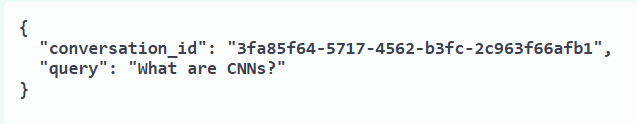 {
  "conversation_id": "3fa85f64-5717-4562-b3fc-2c963f66afb1",
  "query": "What are CNNs?"
}